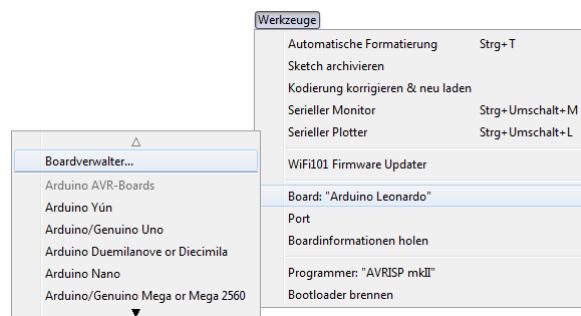 Werkzeuge
Automatische Formatierung Strg+T
Sketch archivieren
Kodierung korrigieren & neu laden
Serieller Monitor Strg+Umschalt+M
Serieller Plotter Strg+Umschalt+L
WiFi101 Firmware Updater
Board: "Arduino Leonardo"
Port
Boardinformationen holen
Programmer: "AVRISP mkII"
Bootloader brennen
Boardverwalter...
Arduino AVR-Boards
Arduino Yún
Arduino/Genuino Uno
Arduino Duemilanove or Diecimila
Arduino Nano
Arduino/Genuino Mega or Mega 2560